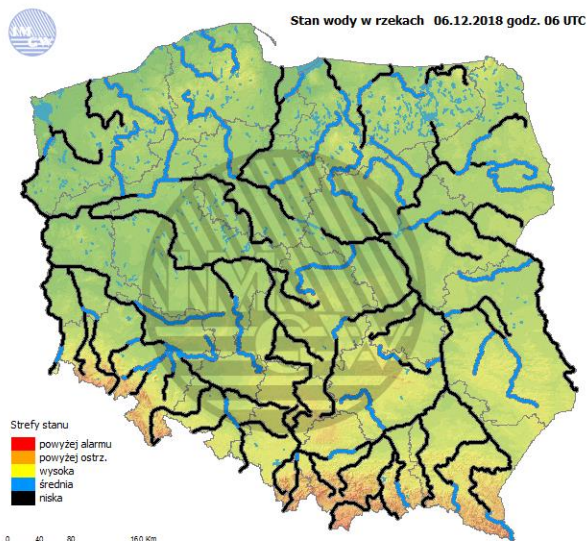 Stan wody w rzekach 06.12.2018 godz. 06 UTC
Strefy stanu
powyżej alarmu
powyżej ostrz.
wysoka
średnia
niska
0 40 80 160 Km